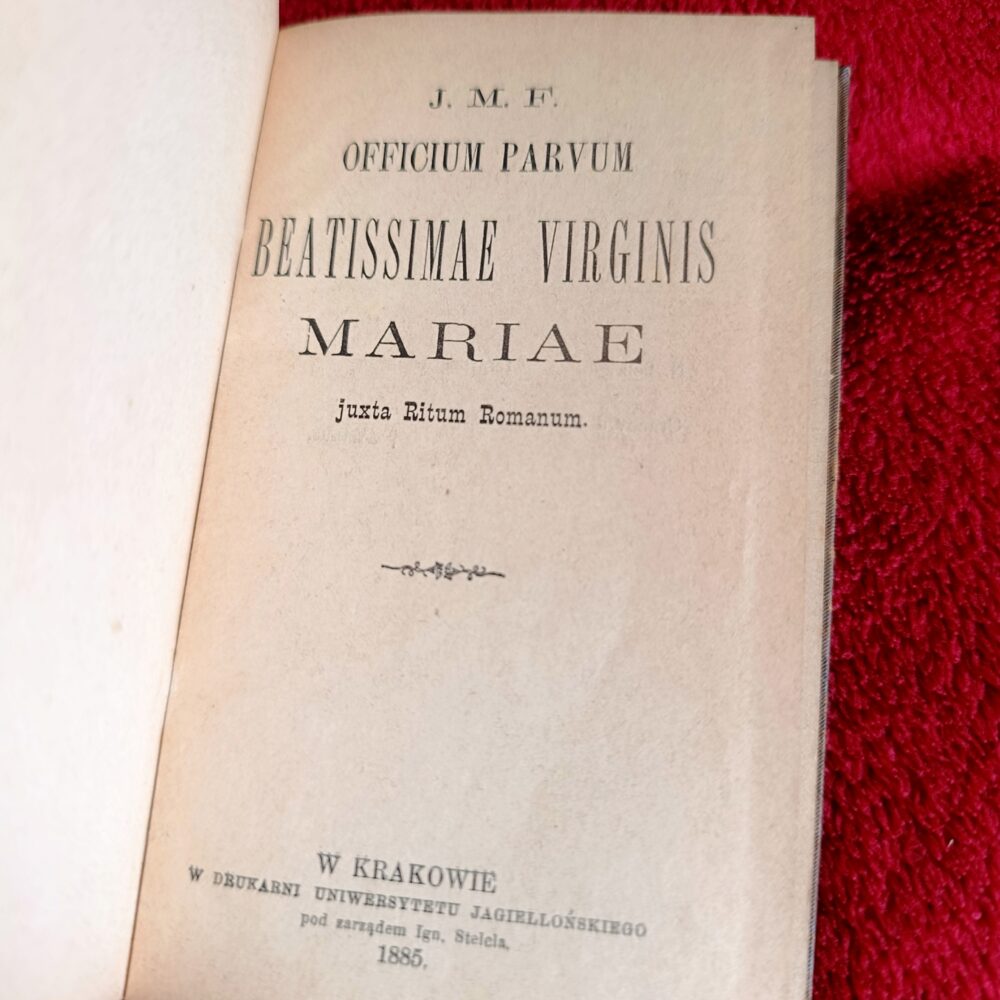 J. M. F.
OFFICIUM PARVUM
BEATISSIMAE VIRGINIS
MARIAE
juxta Ritum Romanum.
W KRAKOWIE
W DRUKARNI UNIWERSYTETU JAGIELLOŃSKIEGO
pod zarządem Ign. Stelcla.
1885.